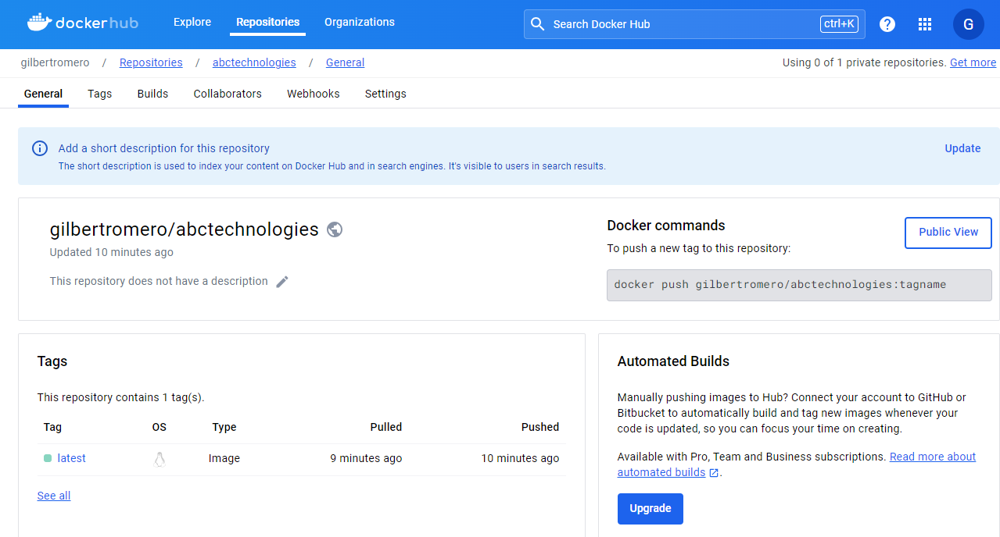 dockerhub Explore Repositories Organizations Search Docker Hub ctrl+K ? G
gilbertromero / Repositories / abctechnologies / General Using 0 of 1 private repositories. Get more
General Tags Builds Collaborators Webhooks Settings
Add a short description for this repository Update
The short description is used to index your content on Docker Hub and in search engines. It's visible to users in search results.
gilbertromero/abctechnologies
Updated 10 minutes ago
This repository does not have a description
Docker commands Public View
To push a new tag to this repository:
docker push gilbertromero/abctechnologies:tagname
Tags
This repository contains 1 tag(s).
Tag OS Type Pulled Pushed
latest Image 9 minutes ago 10 minutes ago
See all
Automated Builds
Manually pushing images to Hub? Connect your account to GitHub or
Bitbucket to automatically build and tag new images whenever your
code is updated, so you can focus your time on creating.
Available with Pro, Team and Business subscriptions. Read more about
automated builds .
Upgrade